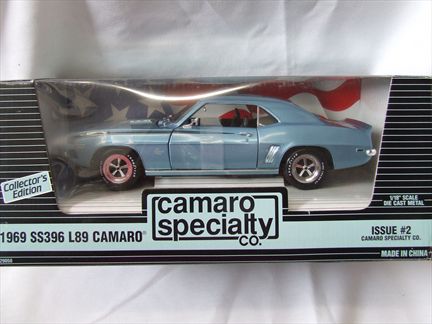 Collector's
Edition
1969 SS396 L89 CAMARO®
29058
camaro
specialty
CO.
1/18" SCALE
DIE CAST METAL
ISSUE #2
CAMARO SPECIALTY CO.
MADE IN CHINA